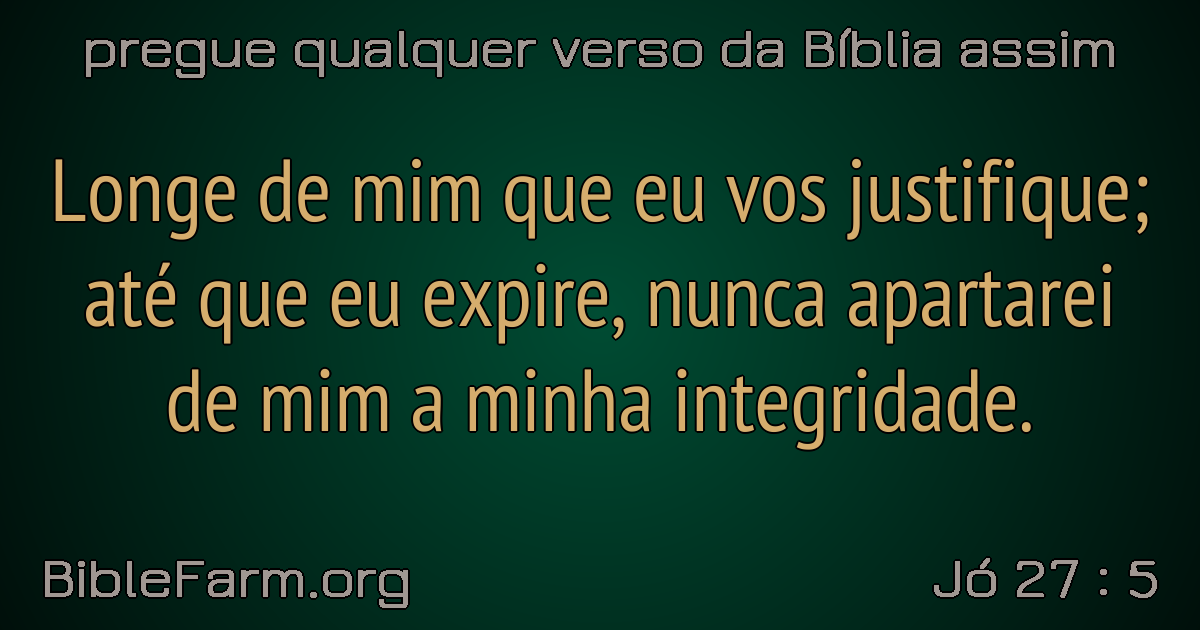 pregue qualquer verso da Bíblia assim
Longe de mim que eu vos justifique;
até que eu expire, nunca apartarei
de mim a minha integridade.
BibleFarm.org
Jó 27 : 5